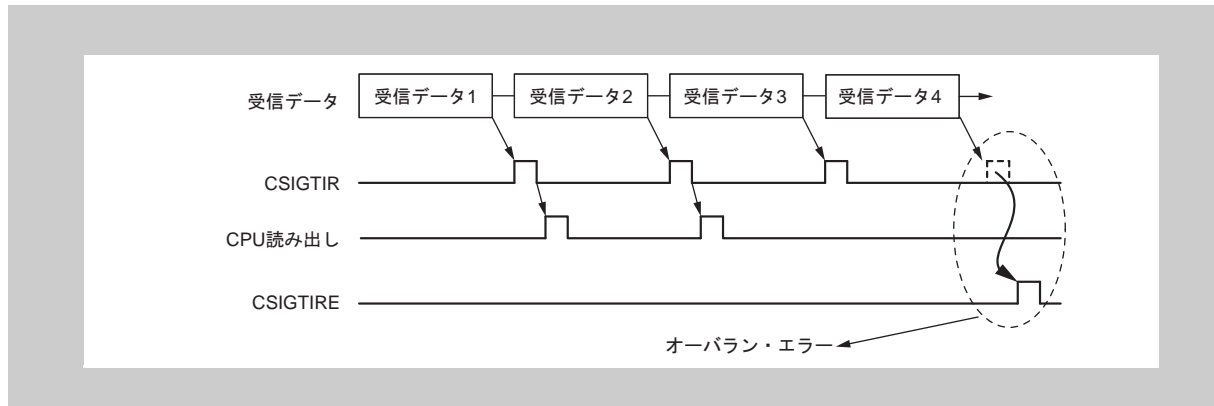 受信データ 受信データ1 受信データ2 受信データ3 受信データ4
CSIGTIR
CPU読み出し
CSIGTIRE
オーバラン・エラー